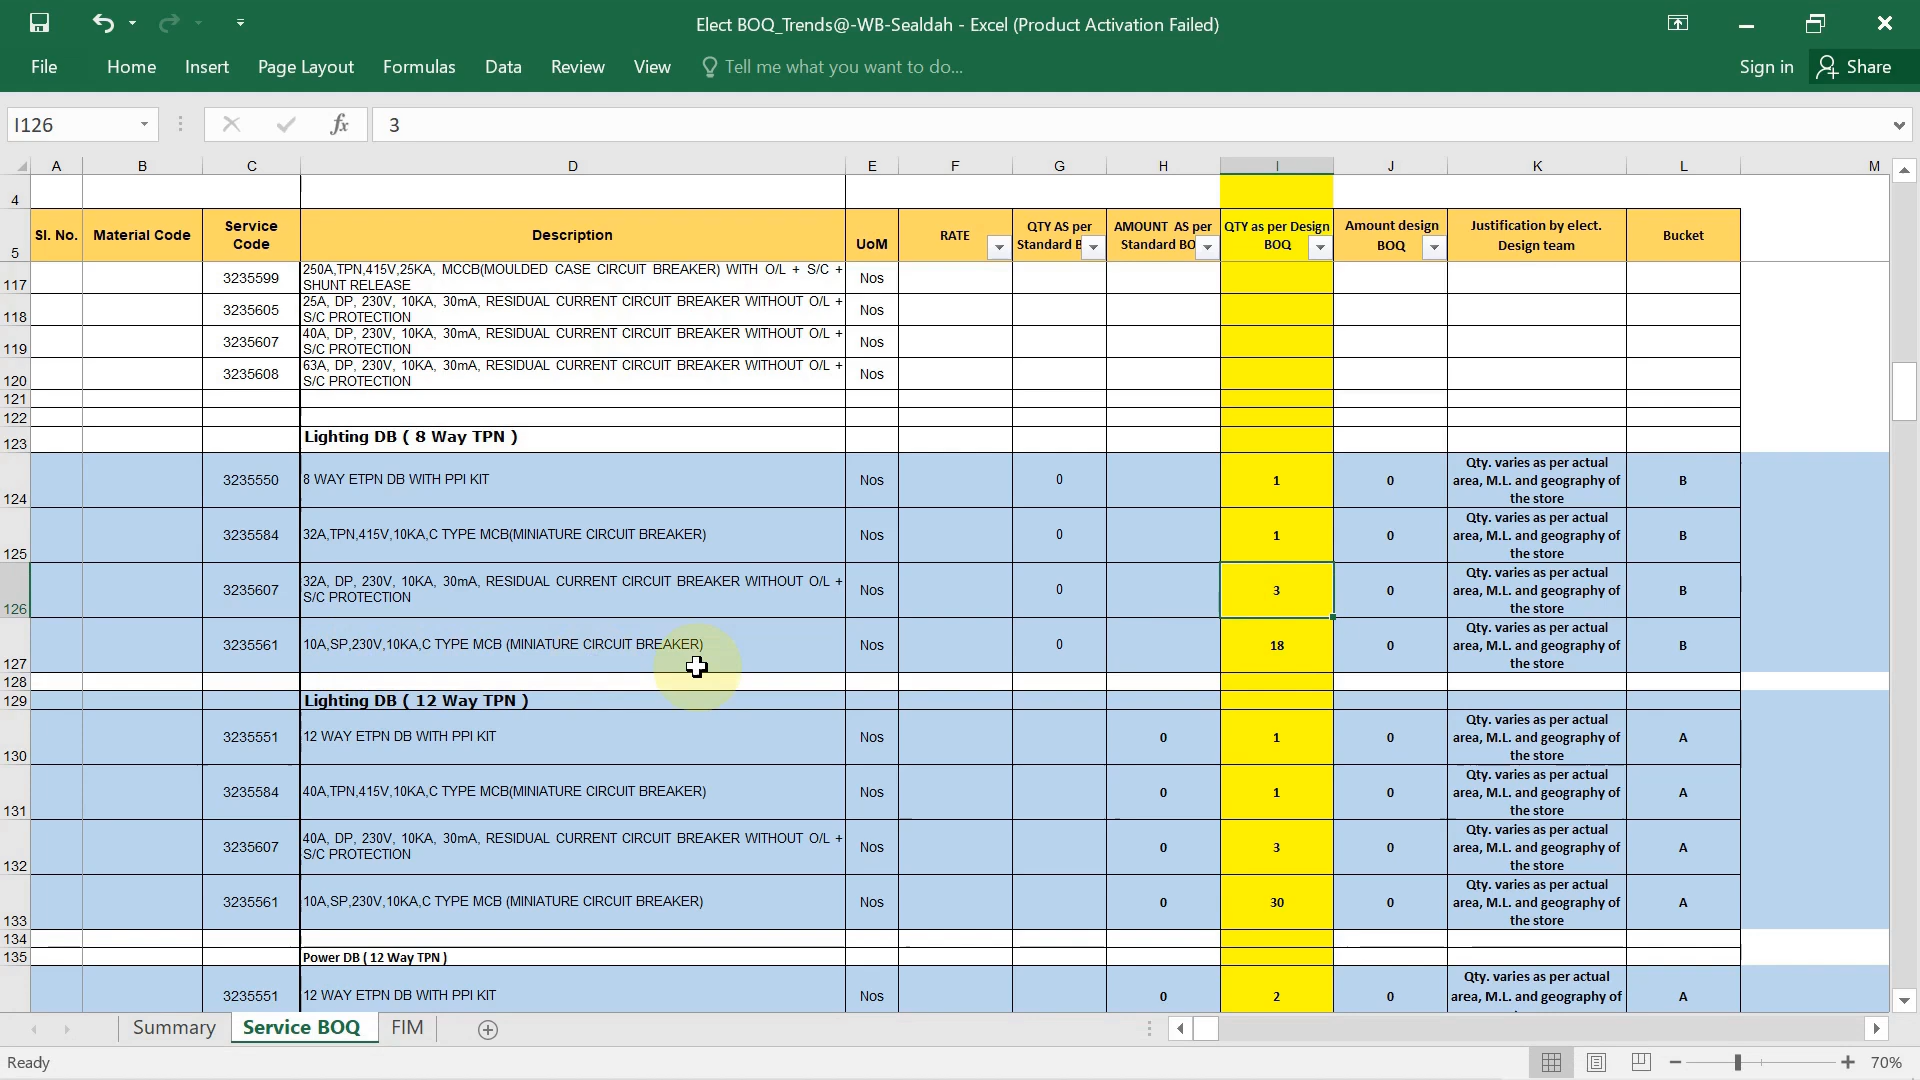 Elect BOQ_Trends@-WB-Sealdah - Excel (Product Activation Failed)
File Home Insert Page Layout Formulas Data Review View Tell me what you want to do... Sign in Share
I126 fx 3
A B C D E F G H I J K L M
4
5 Sl. No. Material Code Service Code Description UoM RATE QTY AS per Standard B AMOUNT AS per Standard BO QTY as per Design BOQ Amount design BOQ Justification by elect. Design team Bucket
117 3235599 250A,TPN,415V,25KA, MCCB(MOULDED CASE CIRCUIT BREAKER) WITH O/L + S/C + SHUNT RELEASE Nos
118 3235605 25A, DP, 230V, 10KA, 30mA, RESIDUAL CURRENT CIRCUIT BREAKER WITHOUT O/L + S/C PROTECTION Nos
119 3235607 40A, DP, 230V, 10KA, 30mA, RESIDUAL CURRENT CIRCUIT BREAKER WITHOUT O/L + S/C PROTECTION Nos
120 3235608 63A, DP, 230V, 10KA, 30mA, RESIDUAL CURRENT CIRCUIT BREAKER WITHOUT O/L + S/C PROTECTION Nos
121
122
123 Lighting DB ( 8 Way TPN )
124 3235550 8 WAY ETPN DB WITH PPI KIT Nos 0 1 0 Qty. varies as per actual area, M.L. and geography of the store B
125 3235584 32A,TPN,415V,10KA,C TYPE MCB(MINIATURE CIRCUIT BREAKER) Nos 0 1 0 Qty. varies as per actual area, M.L. and geography of the store B
126 3235607 32A, DP, 230V, 10KA, 30mA, RESIDUAL CURRENT CIRCUIT BREAKER WITHOUT O/L + S/C PROTECTION Nos 0 3 0 Qty. varies as per actual area, M.L. and geography of the store B
127 3235561 10A,SP,230V,10KA,C TYPE MCB (MINIATURE CIRCUIT BREAKER) Nos 0 18 0 Qty. varies as per actual area, M.L. and geography of the store B
128
129 Lighting DB ( 12 Way TPN )
130 3235551 12 WAY ETPN DB WITH PPI KIT Nos 0 1 0 Qty. varies as per actual area, M.L. and geography of the store A
131 3235584 40A,TPN,415V,10KA,C TYPE MCB(MINIATURE CIRCUIT BREAKER) Nos 0 1 0 Qty. varies as per actual area, M.L. and geography of the store A
132 3235607 40A, DP, 230V, 10KA, 30mA, RESIDUAL CURRENT CIRCUIT BREAKER WITHOUT O/L + S/C PROTECTION Nos 0 3 0 Qty. varies as per actual area, M.L. and geography of the store A
133 3235561 10A,SP,230V,10KA,C TYPE MCB (MINIATURE CIRCUIT BREAKER) Nos 0 30 0 Qty. varies as per actual area, M.L. and geography of the store A
134
135 Power DB ( 12 Way TPN )
3235551 12 WAY ETPN DB WITH PPI KIT Nos 0 2 0 Qty. varies as per actual area, M.L. and geography of A
Summary Service BOQ FIM
Ready 70%